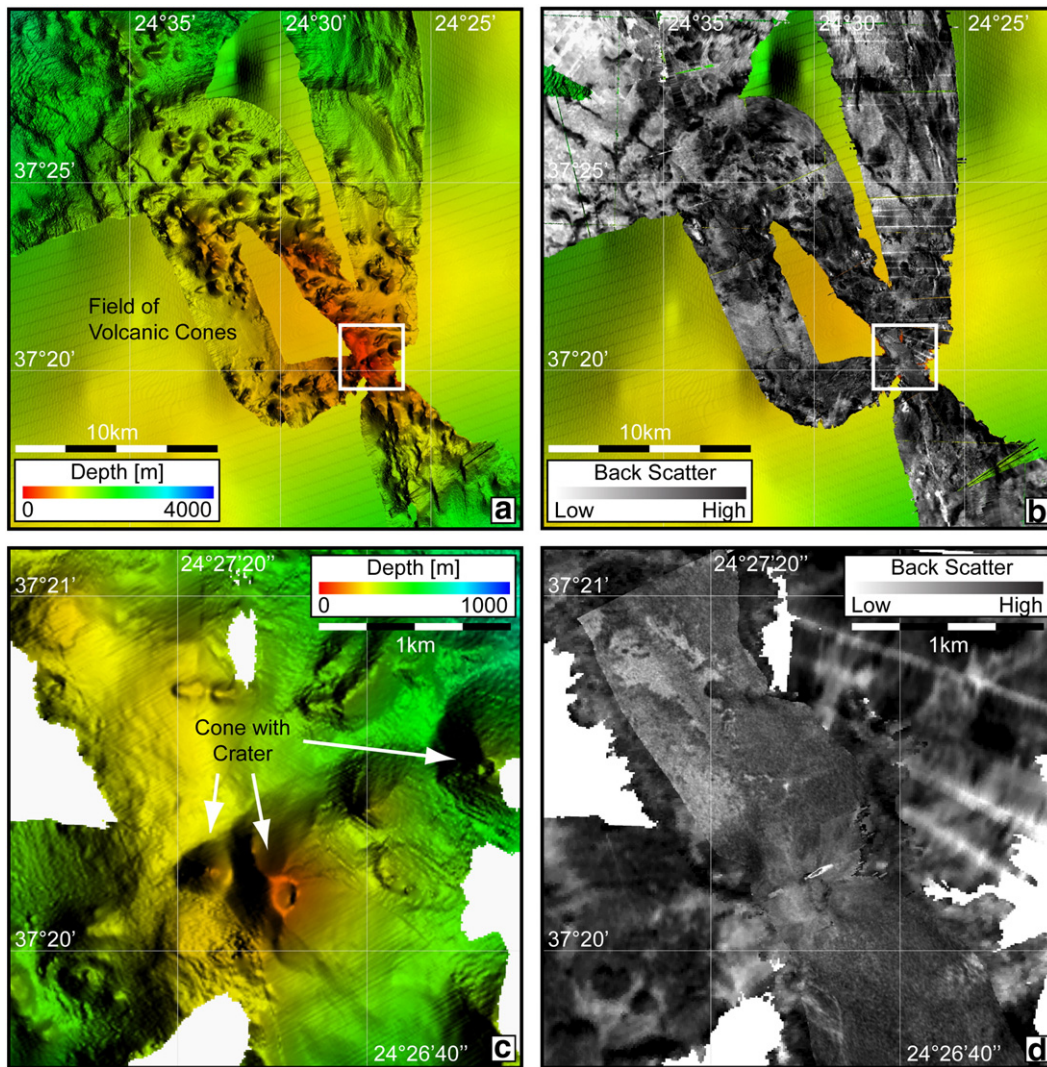 24°35’ 24°30’ 24°25’
37°25’
Field of
Volcanic Cones
37°20’
10km
Depth [m]
0 4000
a
24°35’ 24°30’ 24°25’
37°25’
37°20’
10km
Back Scatter
Low High
b
24°27’20’’
37°21’
Depth [m]
0 1000
1km
Cone with
Crater
37°20’
24°26’40’’
c
24°27’20’’
37°21’
Back Scatter
Low High
1km
37°20’
24°26’40’’
d